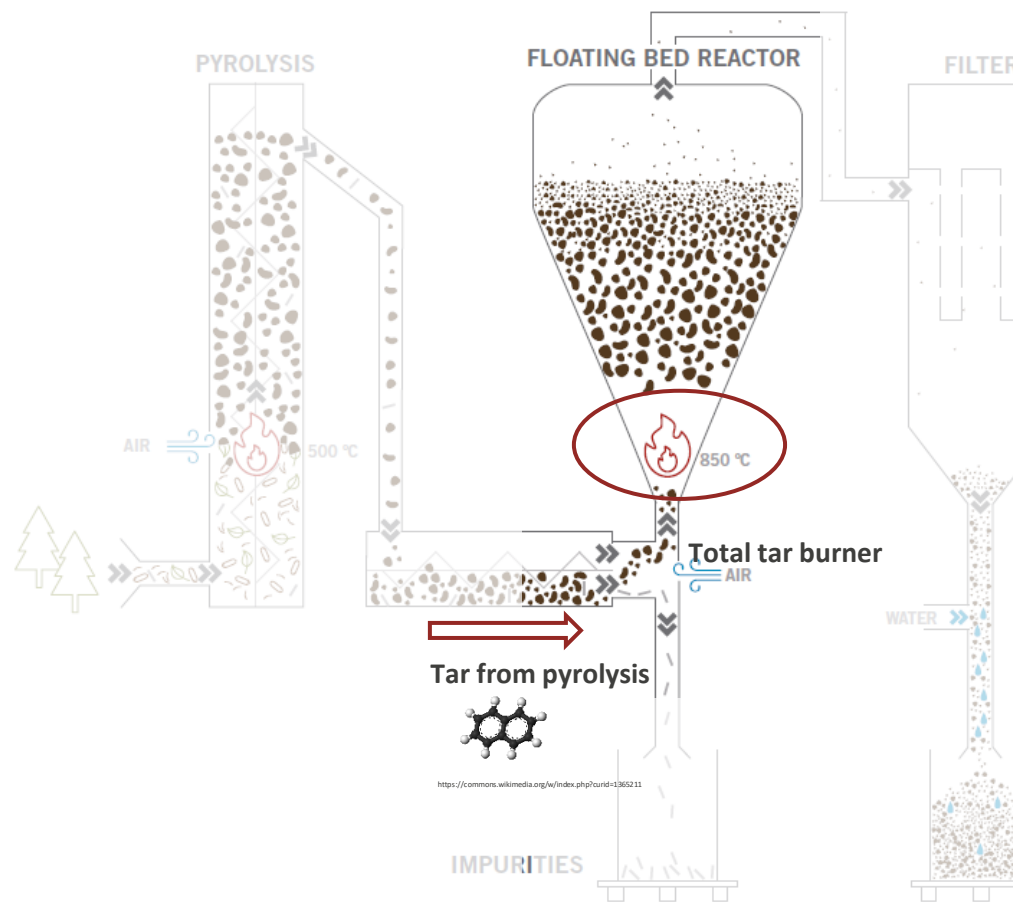 FLOATING BED REACTOR
PYROLYSIS
FILTER
AIR
500 °C
850 °C
Total tar burner
AIR
WATER
Tar from pyrolysis
https://commons.wikimedia.org/w/index.php?curid=1365211
IMPURITIES